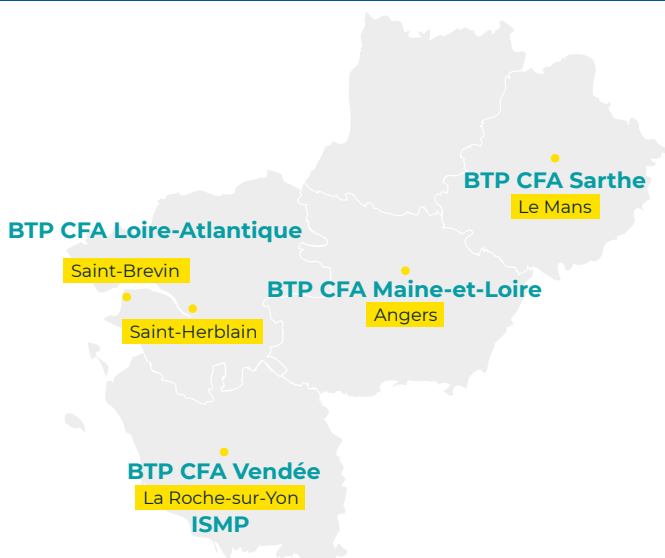 BTP CFA Sarthe
Le Mans
BTP CFA Loire-Atlantique
Saint-Brevin
Saint-Herblain
BTP CFA Maine-et-Loire
Angers
BTP CFA Vendée
La Roche-sur-Yon
ISMP